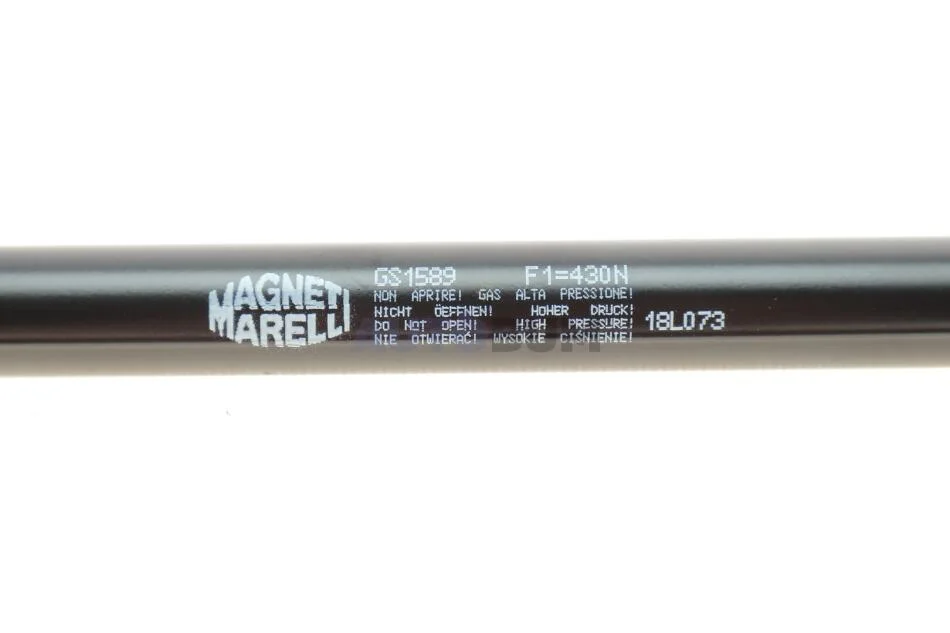 MAGNETI
MARELLI
GS1589 F1=430N
NON APRIRE! GAS ALTA PRESSIONE!
NICHT ÖEFFNEN! HOHER DRUCK!
DO NOT OPEN! HIGH PRESSURE!
NIE OTWIERAĆ! WYSOKIE CIŚNIENIE!
18L073